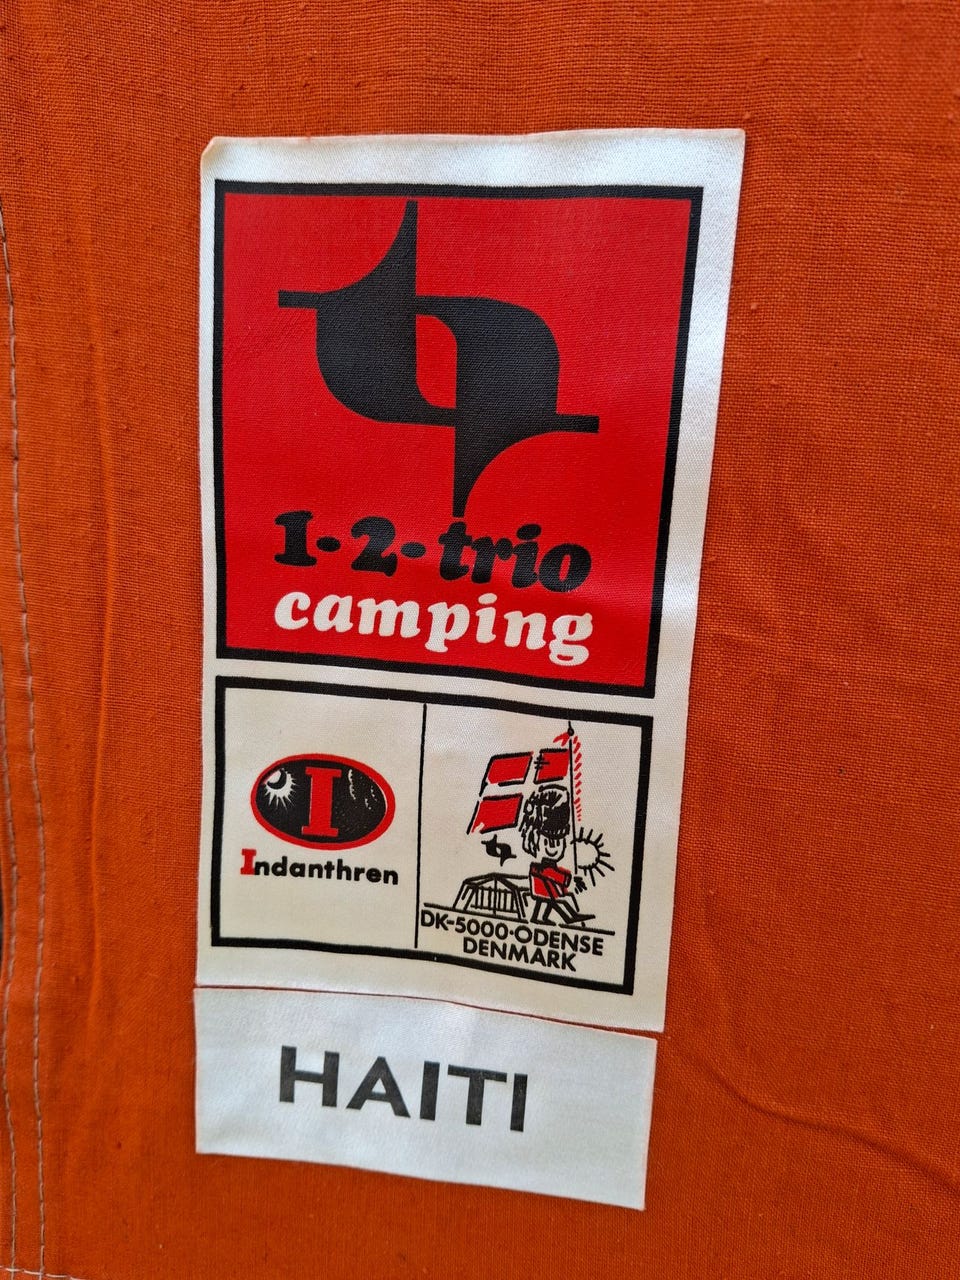 1-2-trio
camping
I
Indanthren
DK-5000-ODENSE
DENMARK
HAITI